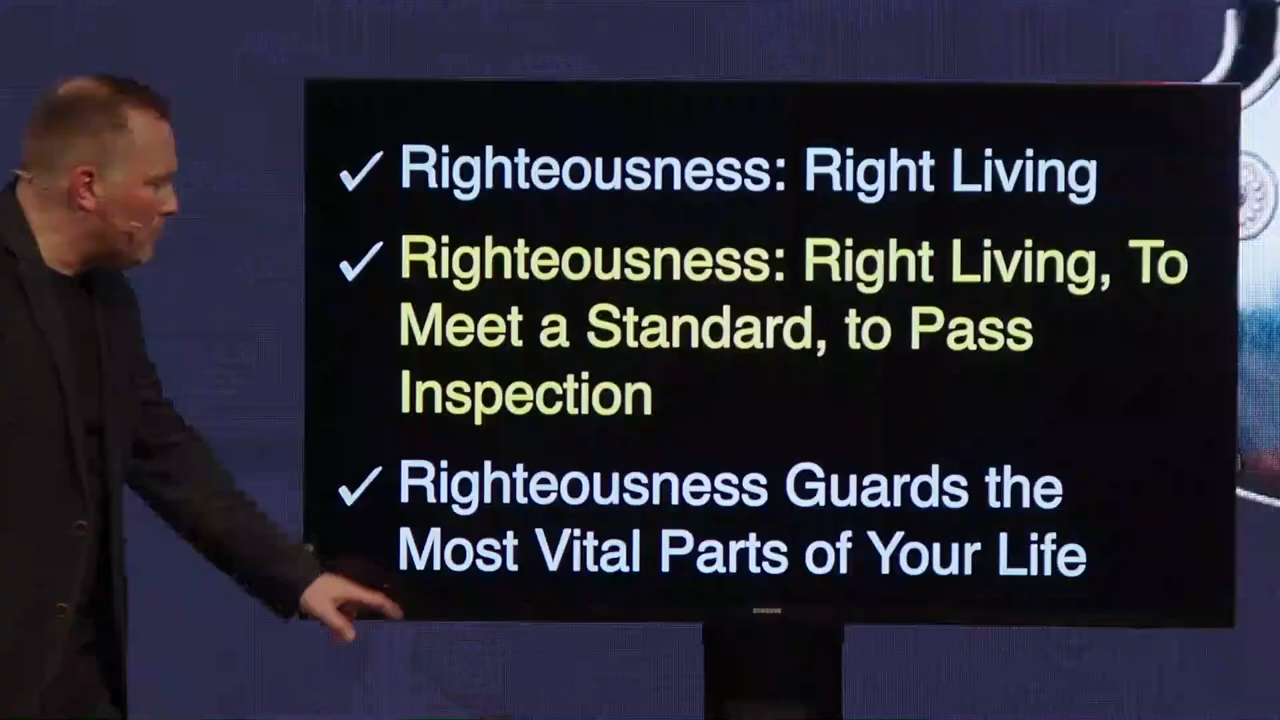 ✓ Righteousness: Right Living
✓ Righteousness: Right Living, To
Meet a Standard, to Pass
Inspection
✓ Righteousness Guards the
Most Vital Parts of Your Life
SAMSUNG